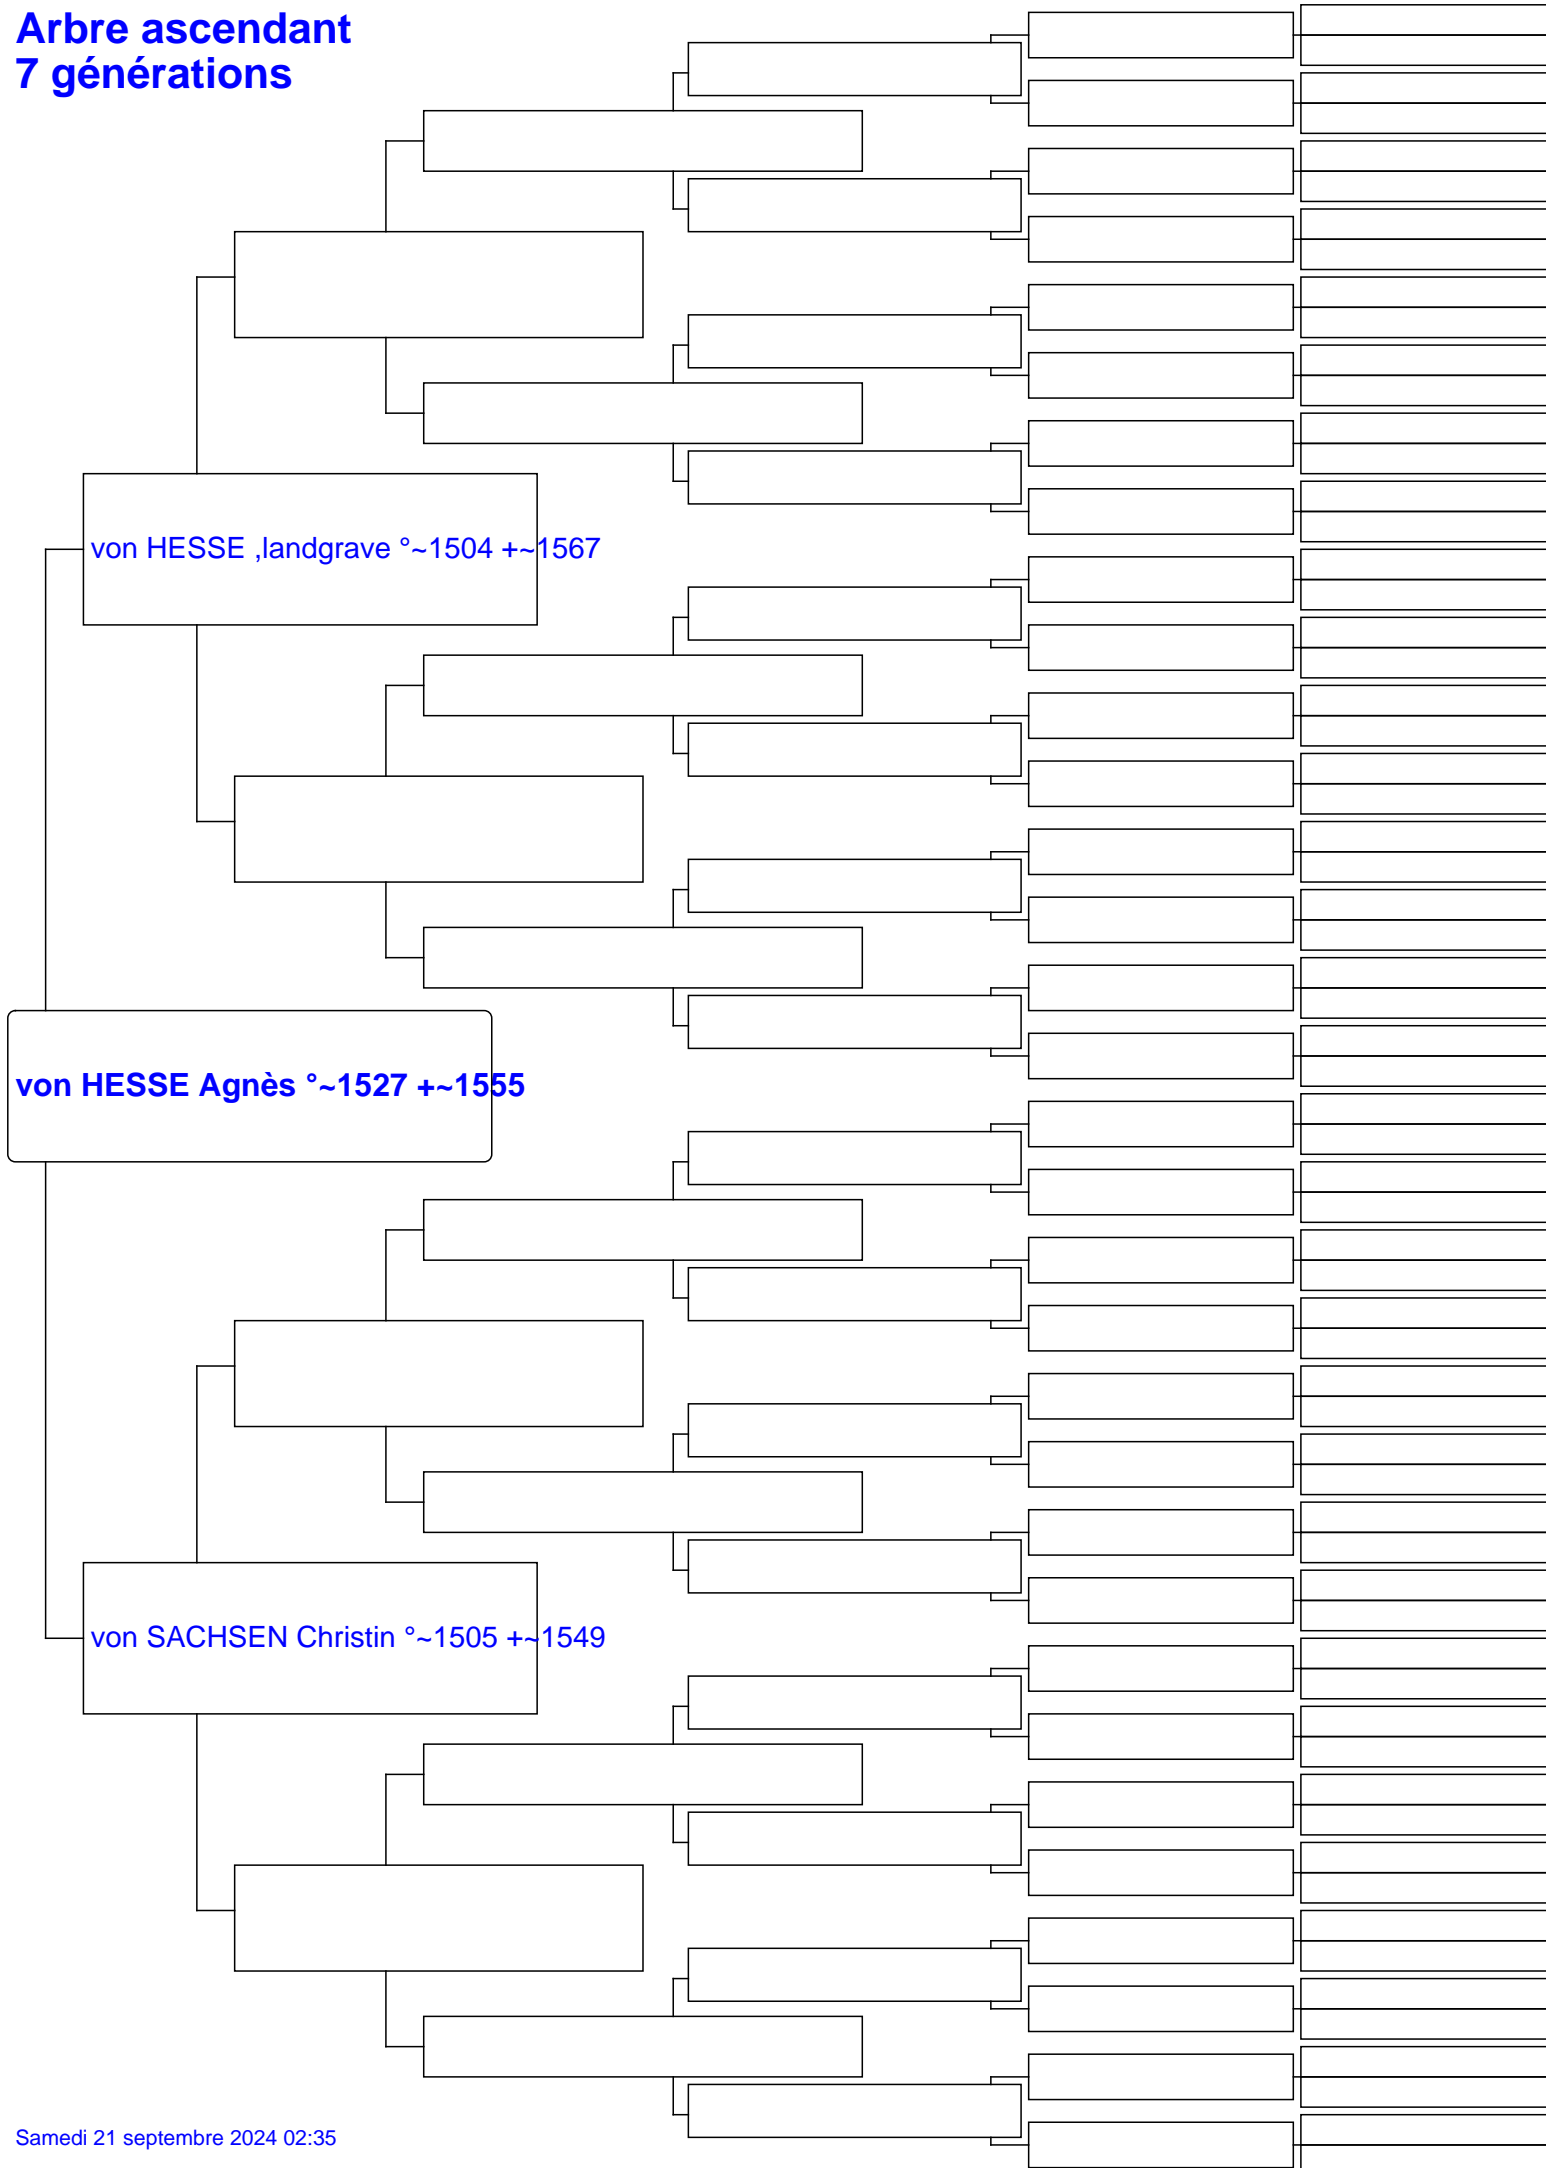 Arbre ascendant
7 générations
von HESSE ,landgrave °~1504 +~1567
von HESSE Agnès °~1527 +~1555
von SACHSEN Christin °~1505 +~1549
Samedi 21 septembre 2024 02:35